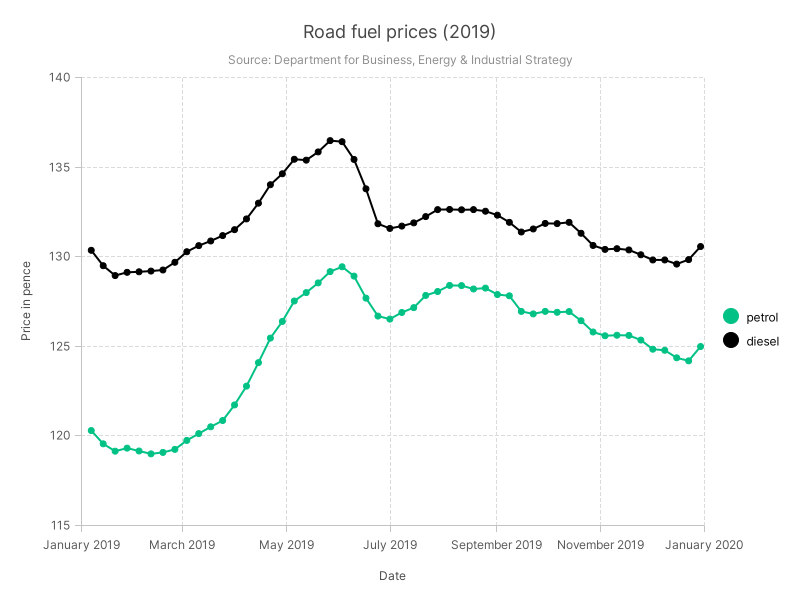 Road fuel prices (2019)
Source: Department for Business, Energy & Industrial Strategy
140
135
130
125
120
115
Price in pence
January 2019 March 2019 May 2019 July 2019 September 2019 November 2019 January 2020
Date
petrol
diesel